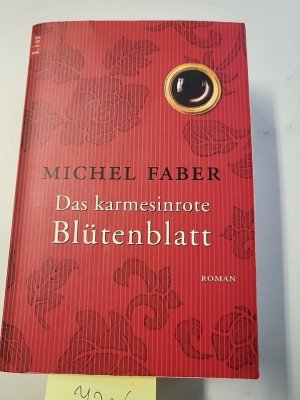 List
MICHEL FABER
Das karmesinrote
Blütenblatt
ROMAN